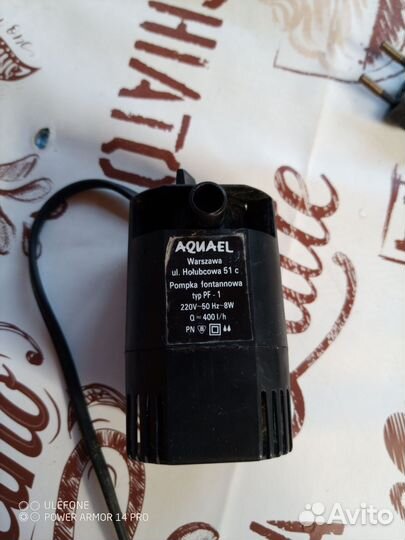 AQUAEL
Warszawa
ul. Hołubcowa 51 c
Pompka fontannowa
typ PF - 1
220V~50 Hz~8W
Q ≈ 400 l/h
PN
ULEFONE
POWER ARMOR 14 PRO
Avito